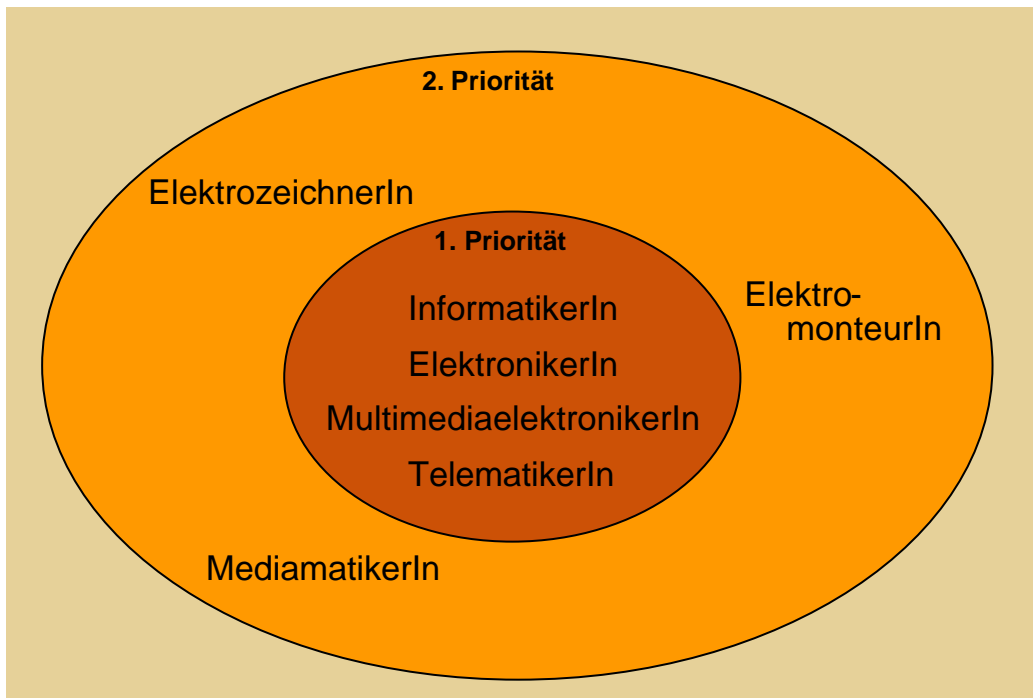 2. Priorität
ElektrozeichnerIn
1. Priorität
InformatikerIn
Elektro-
monteurIn
ElektronikerIn
MultimediaelektronikerIn
TelematikerIn
MediamatikerIn